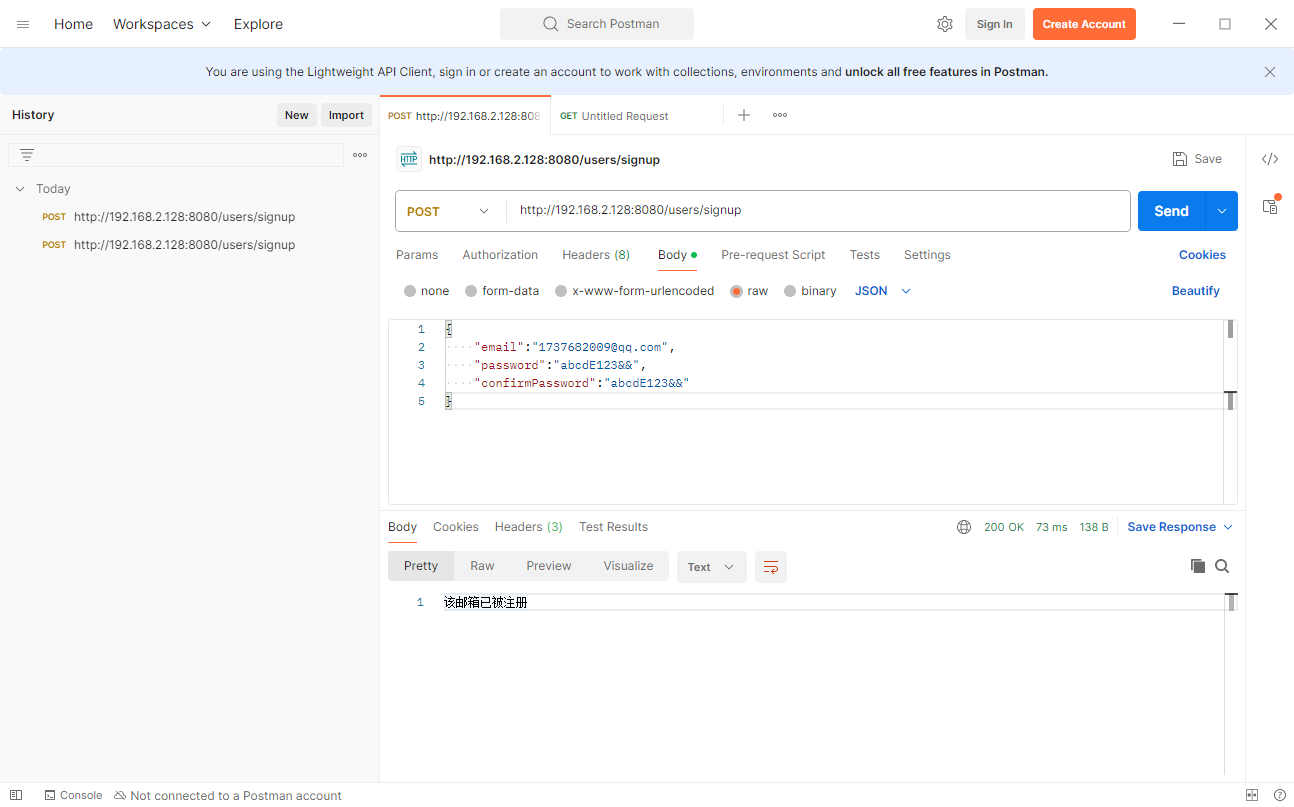 Home Workspaces Explore Search Postman Sign In Create Account
You are using the Lightweight API Client, sign in or create an account to work with collections, environments and unlock all free features in Postman.
History New Import
POST http://192.168.2.128:808 GET Untitled Request
HTTP http://192.168.2.128:8080/users/signup Save
Today
POST http://192.168.2.128:8080/users/signup
POST http://192.168.2.128:8080/users/signup
POST http://192.168.2.128:8080/users/signup Send
Params Authorization Headers (8) Body Pre-request Script Tests Settings Cookies
none form-data x-www-form-urlencoded raw binary JSON Beautify
1 {
2 "email":"1737682009@qq.com",
3 "password":"abcdE123&&",
4 "confirmPassword":"abcdE123&&"
5 }
Body Cookies Headers (3) Test Results 200 OK 73 ms 138 B Save Response
Pretty Raw Preview Visualize Text
1 该邮箱已被注册
Console Not connected to a Postman account